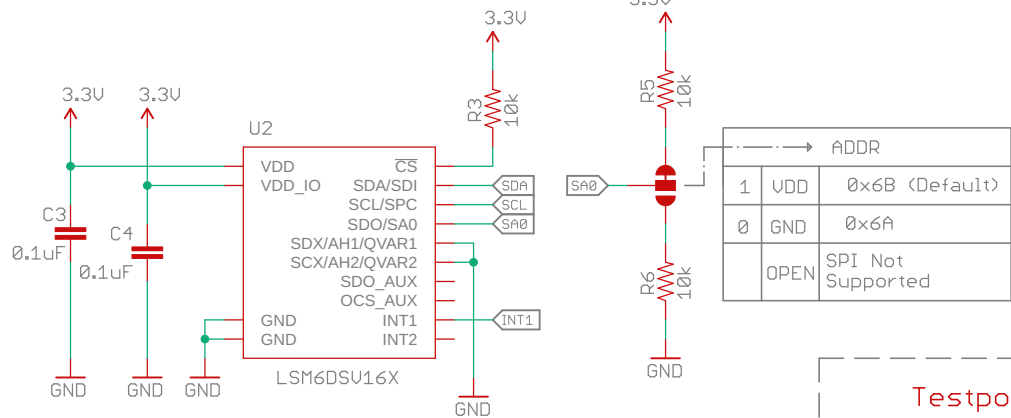 3.3V
3.3V
3.3V
3.3V
U2
R3
10k
R5
10k
VDD
VDD_IO
GND
GND
CS
SDA/SDI
SCL/SPC
SDO/SA0
SDX/AH1/QVAR1
SCX/AH2/QVAR2
SDO_AUX
OCS_AUX
INT1
INT2
SDA
SCL
SA0
INT1
LSM6DSV16X
C3
0.1uF
C4
0.1uF
GND
GND
GND
GND
SA0
R6
10k
GND
ADDR
1 VDD 0x6B (Default)
0 GND 0x6A
OPEN SPI Not
Supported
Testpo